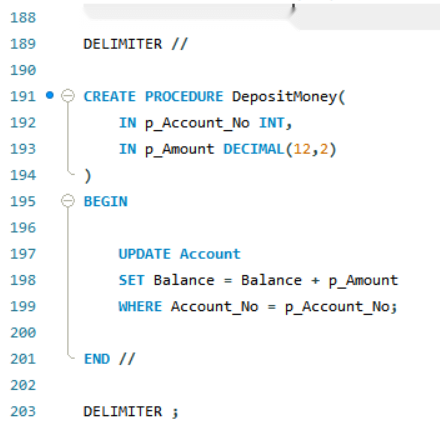 188
189 DELIMITER //
190
191 CREATE PROCEDURE DepositMoney(
192 IN p_Account_No INT,
193 IN p_Amount DECIMAL(12,2)
194 )
195 BEGIN
196
197 UPDATE Account
198 SET Balance = Balance + p_Amount
199 WHERE Account_No = p_Account_No;
200
201 END //
202
203 DELIMITER ;